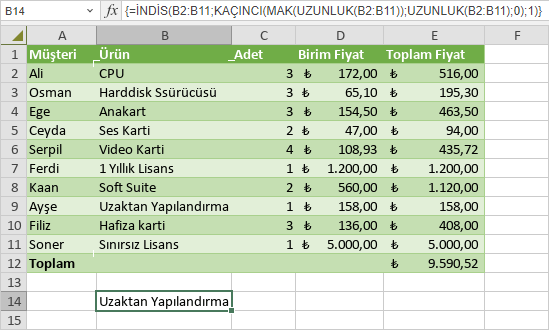 B14 fx {=İNDİS(B2:B11;KAÇINCI(MAK(UZUNLUK(B2:B11));UZUNLUK(B2:B11);0);1)}
A B C D E F
1 Müşteri Ürün Adet Birim Fiyat Toplam Fiyat
2 Ali CPU 3 ₺ 172,00 ₺ 516,00
3 Osman Harddisk Ssürücüsü 3 ₺ 65,10 ₺ 195,30
4 Ege Anakart 3 ₺ 154,50 ₺ 463,50
5 Ceyda Ses Karti 2 ₺ 47,00 ₺ 94,00
6 Serpil Video Karti 4 ₺ 108,93 ₺ 435,72
7 Ferdi 1 Yıllık Lisans 1 ₺ 1.200,00 ₺ 1.200,00
8 Kaan Soft Suite 2 ₺ 560,00 ₺ 1.120,00
9 Ayşe Uzaktan Yapılandırma 1 ₺ 158,00 ₺ 158,00
10 Filiz Hafiza karti 3 ₺ 136,00 ₺ 408,00
11 Soner Sınırsız Lisans 1 ₺ 5.000,00 ₺ 5.000,00
12 Toplam ₺ 9.590,52
13
14 Uzaktan Yapılandırma
15